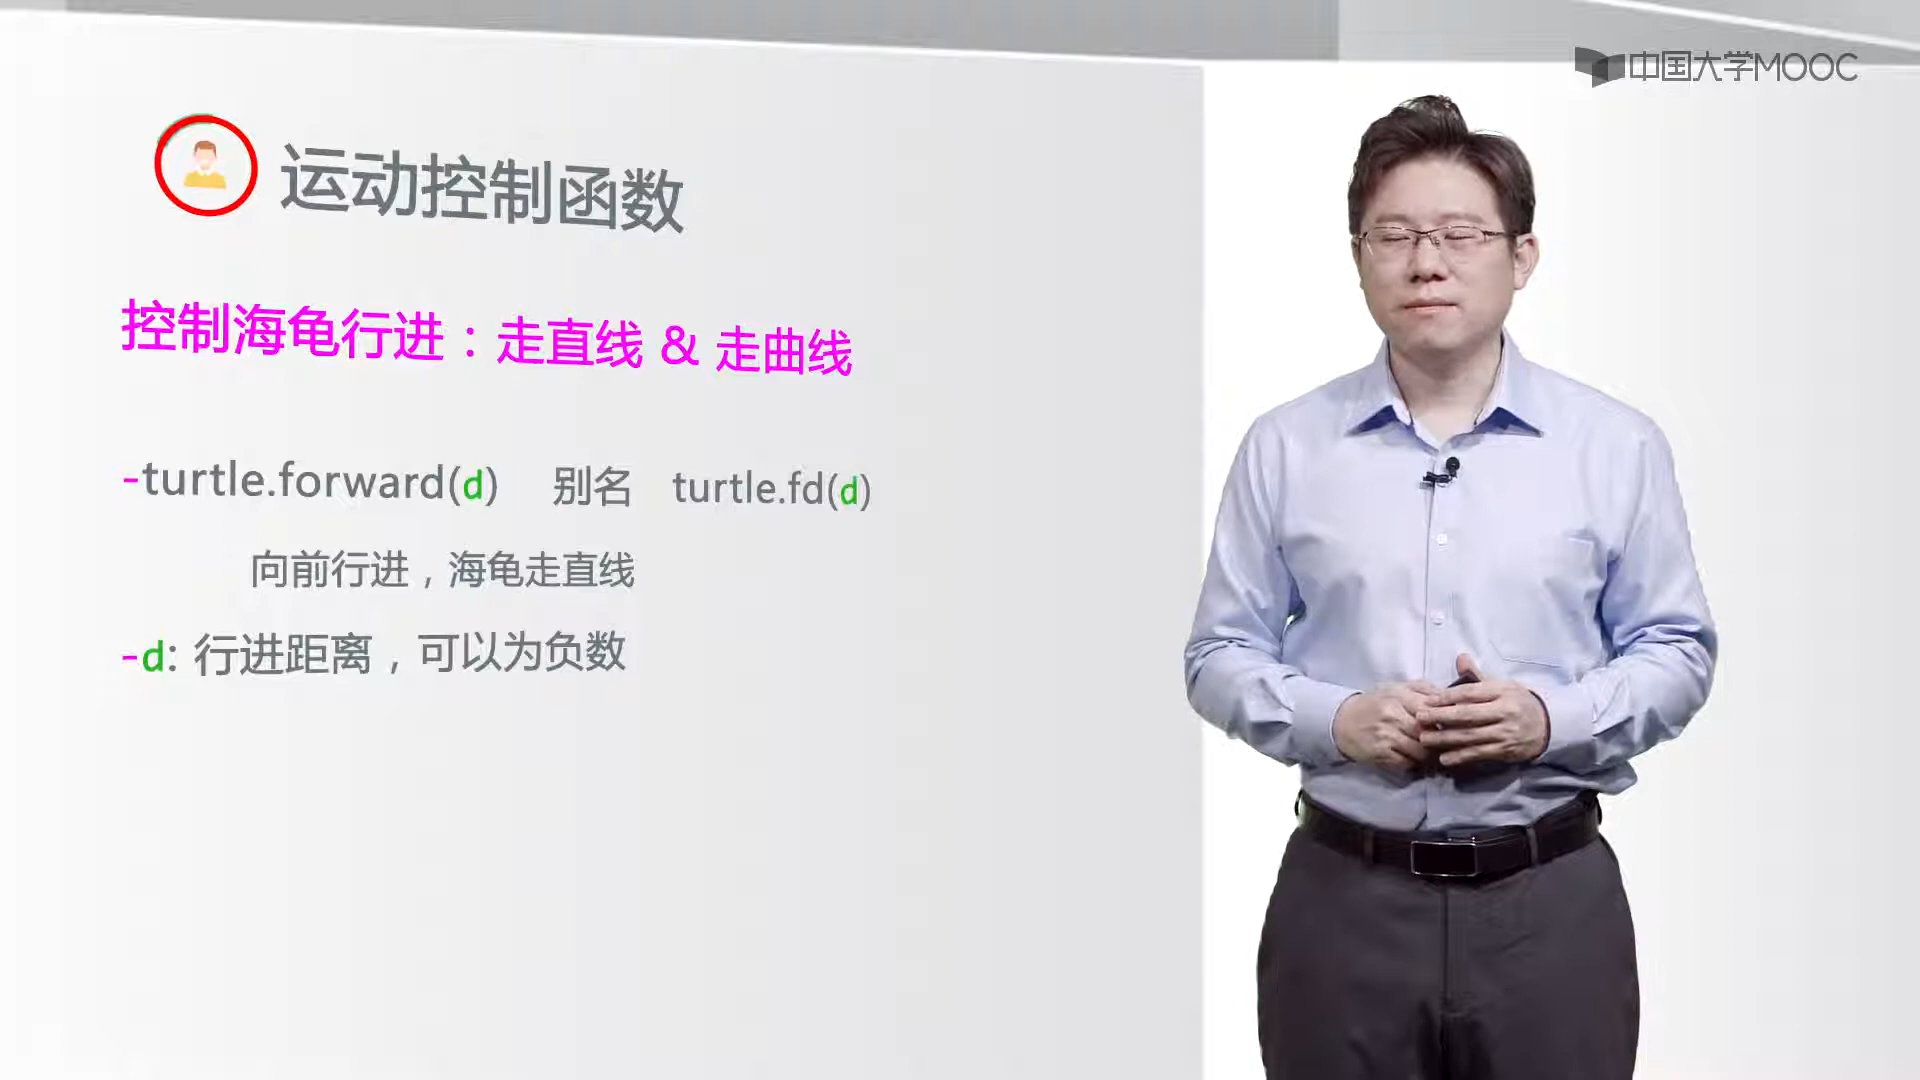 中国大学MOOC
运动控制函数
控制海龟行进：走直线 & 走曲线
-turtle.forward(d) 别名 turtle.fd(d)
向前行进，海龟走直线
-d: 行进距离，可以为负数